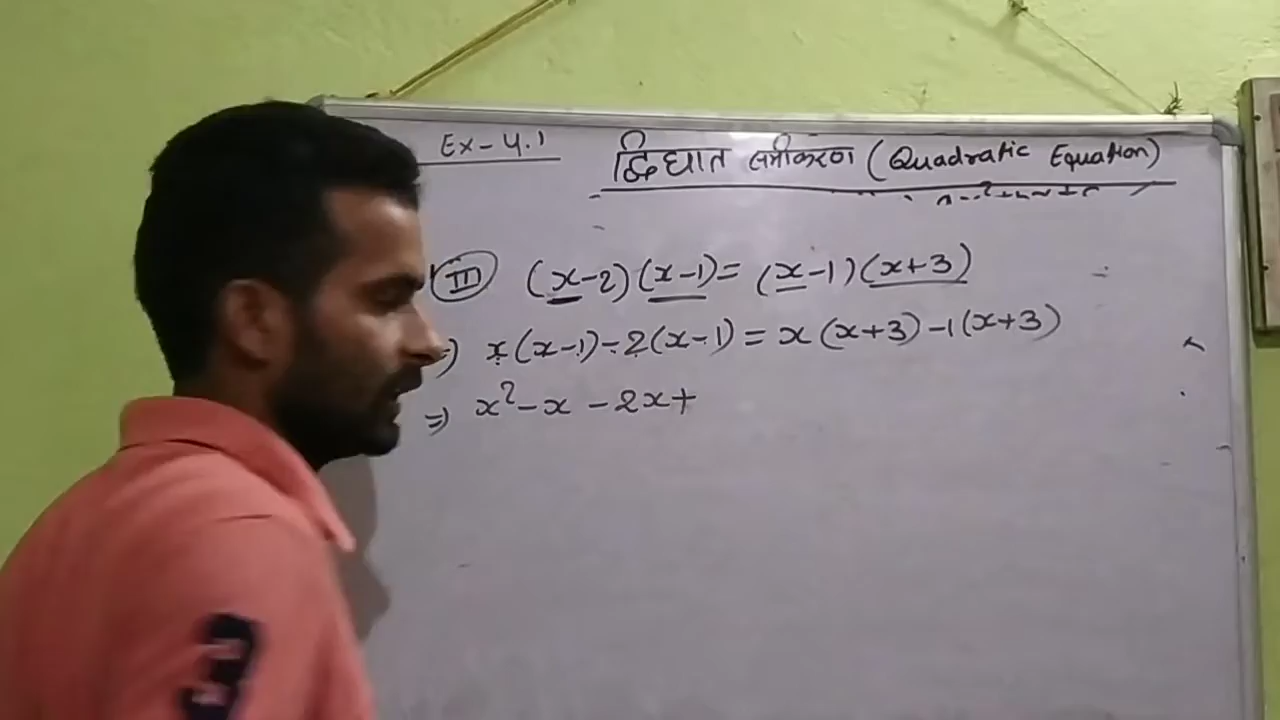 Ex-4.1
द्विघात समीकरण (Quadratic Equation)
III (x-2)(x-1)= (x-1)(x+3)
⇒ x(x-1)-2(x-1)=x(x+3)-1(x+3)
⇒ x²-x-2x+